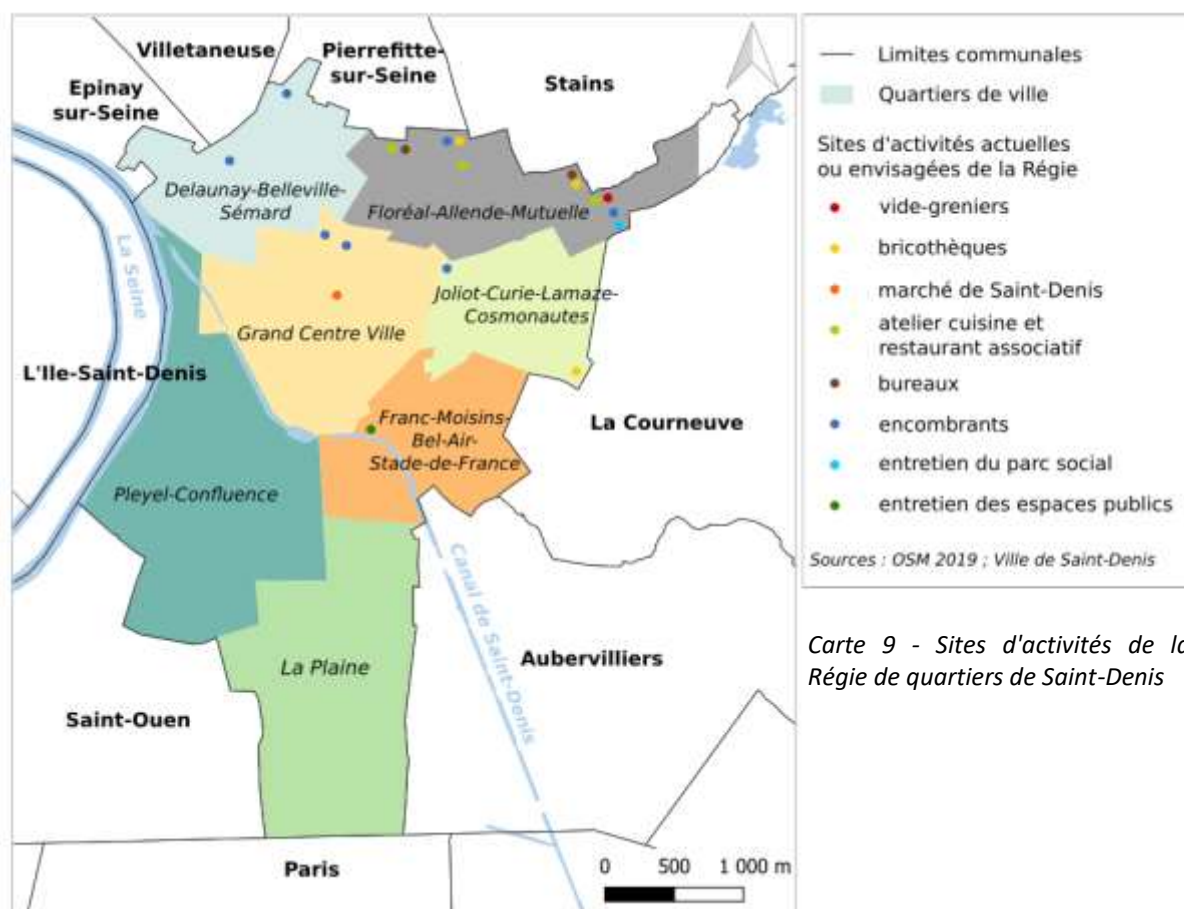 Villetaneuse
Pierrefitte-
sur-Seine
Stains
Epinay
sur-Seine
Delaunay-Belleville-
Sémard
Floréal-Allende-Mutuelle
La Seine
Joliot-Curie-Lamaze-
Cosmonautes
Grand Centre Ville
L'Ile-Saint-Denis
Franc-Moisins-
Bel-Air-
Stade-de-France
La Courneuve
Pleyel-Confluence
Canal de Saint-Denis
La Plaine
Aubervilliers
Saint-Ouen
Paris
0 500 1 000 m
Limites communales
Quartiers de ville
Sites d'activités actuelles
ou envisagées de la Régie
vide-greniers
bricothèques
marché de Saint-Denis
atelier cuisine et
restaurant associatif
bureaux
encombrants
entretien du parc social
entretien des espaces publics
Sources : OSM 2019 ; Ville de Saint-Denis
Carte 9 - Sites d'activités de la
Régie de quartiers de Saint-Denis